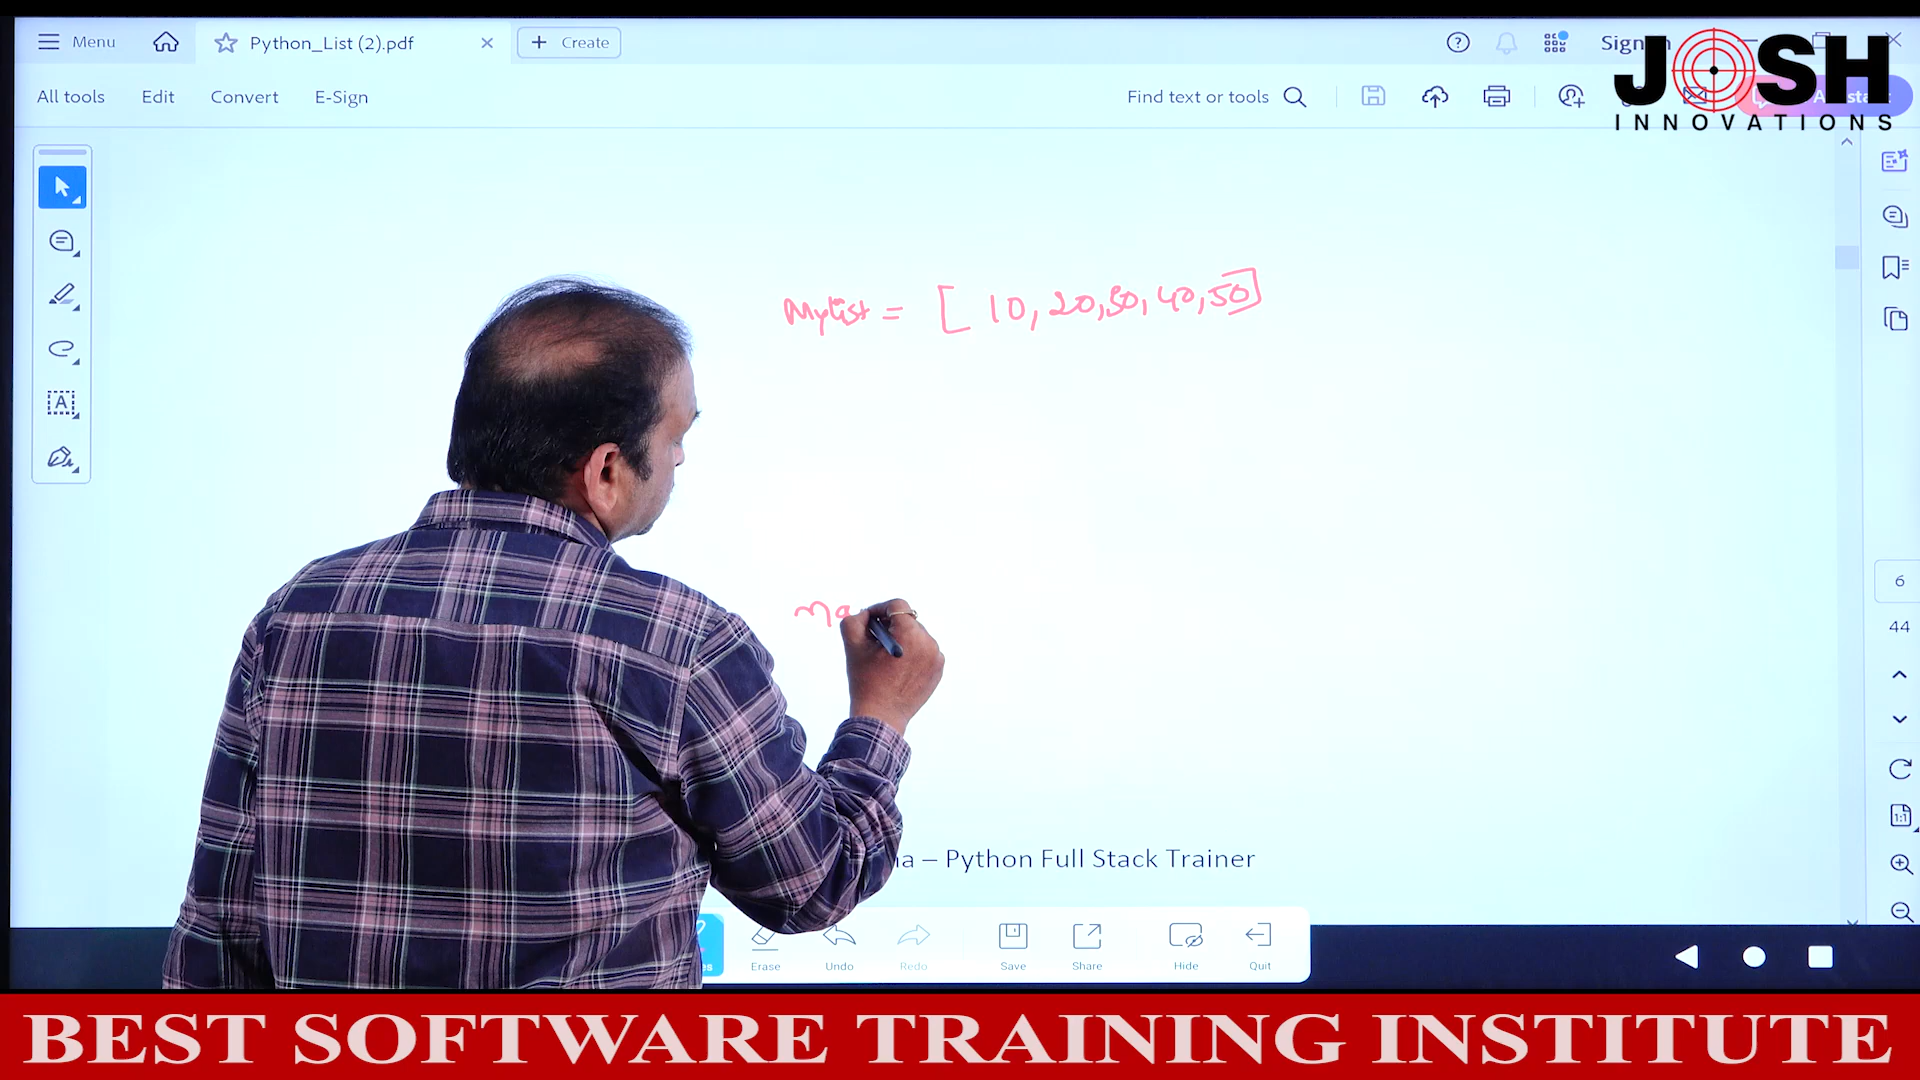 Menu
Python_List (2).pdf
Create
Sign
JOSH
INNOVATIONS
All tools
Edit
Convert
E-Sign
Find text or tools
Mylist = [ 10, 20, 30, 40, 50]
Ma
6
44
na – Python Full Stack Trainer
Erase
Undo
Redo
Save
Share
Hide
Quit
BEST SOFTWARE TRAINING INSTITUTE